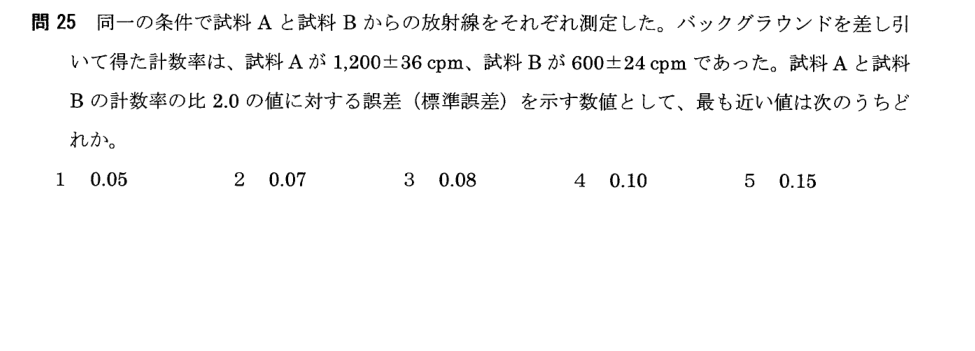 問 25 同一の条件で試料 A と試料 B からの放射線をそれぞれ測定した。バックグラウンドを差し引
いて得た計数率は、試料 A が 1,200±36 cpm、試料 B が 600±24 cpm であった。試料 A と試料
B の計数率の比 2.0 の値に対する誤差（標準誤差）を示す数値として、最も近い値は次のうちど
れか。
1 0.05 2 0.07 3 0.08 4 0.10 5 0.15